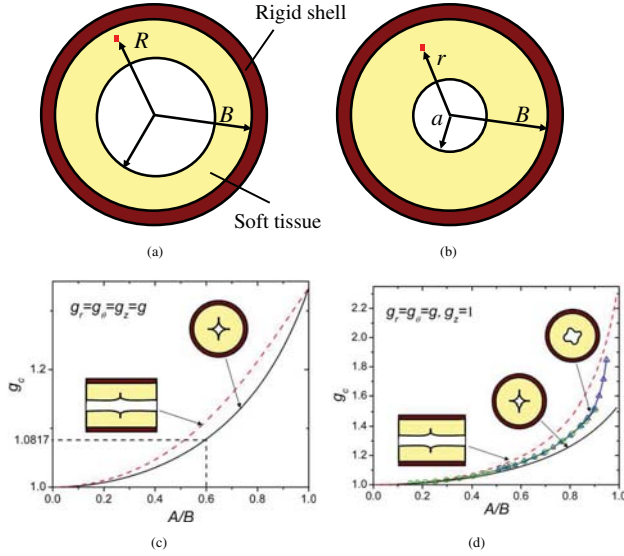 Rigid shell
R
B
Soft tissue
(a)
r
a
B
(b)
g_r=g_θ=g_z=g
g_c
1.2
1.0817
1.0
0.0 0.2 0.4 0.6 0.8 1.0
A/B
(c)
g_r=g_θ=g, g_z=1
g_c
2.2
2.0
1.8
1.6
1.4
1.2
1.0
0.0 0.2 0.4 0.6 0.8 1.0
A/B
(d)